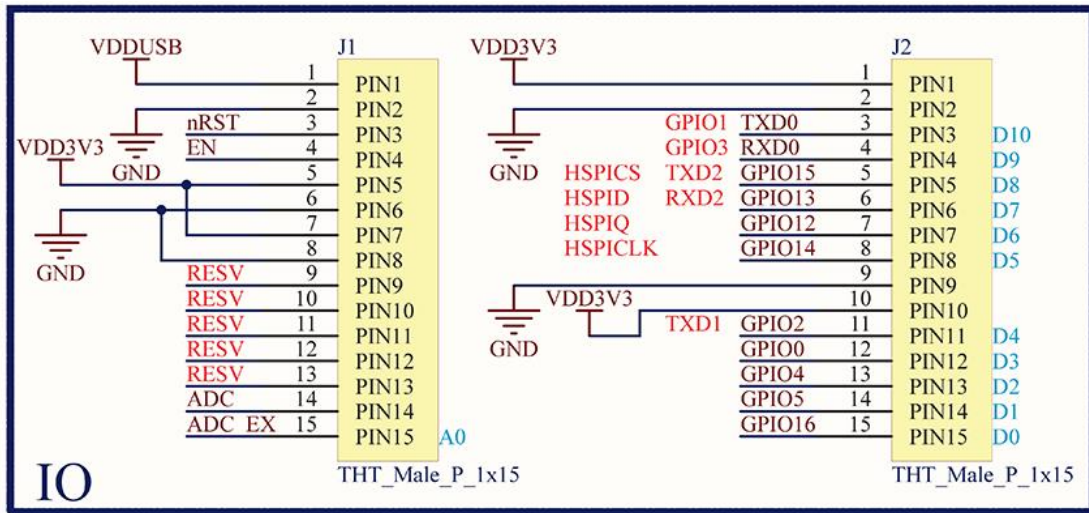 VDDUSB
J1
1 PIN1
2 PIN2
GND
nRST 3 PIN3
EN 4 PIN4
VDD3V3
5 PIN5
6 PIN6
7 PIN7
GND
8 PIN8
RESV 9 PIN9
RESV 10 PIN10
RESV 11 PIN11
RESV 12 PIN12
RESV 13 PIN13
ADC 14 PIN14
ADC EX 15 PIN15 A0
THT_Male_P_1x15
VDD3V3
J2
1 PIN1
2 PIN2
GND
GPIO1 TXD0 3 PIN3 D10
GPIO3 RXD0 4 PIN4 D9
HSPICS TXD2 GPIO15 5 PIN5 D8
HSPID RXD2 GPIO13 6 PIN6 D7
HSPIQ GPIO12 7 PIN7 D6
HSPICLK GPIO14 8 PIN8 D5
9 PIN9
GND
VDD3V3
10 PIN10
TXD1 GPIO2 11 PIN11 D4
GPIO0 12 PIN12 D3
GPIO4 13 PIN13 D2
GPIO5 14 PIN14 D1
GPIO16 15 PIN15 D0
THT_Male_P_1x15
IO